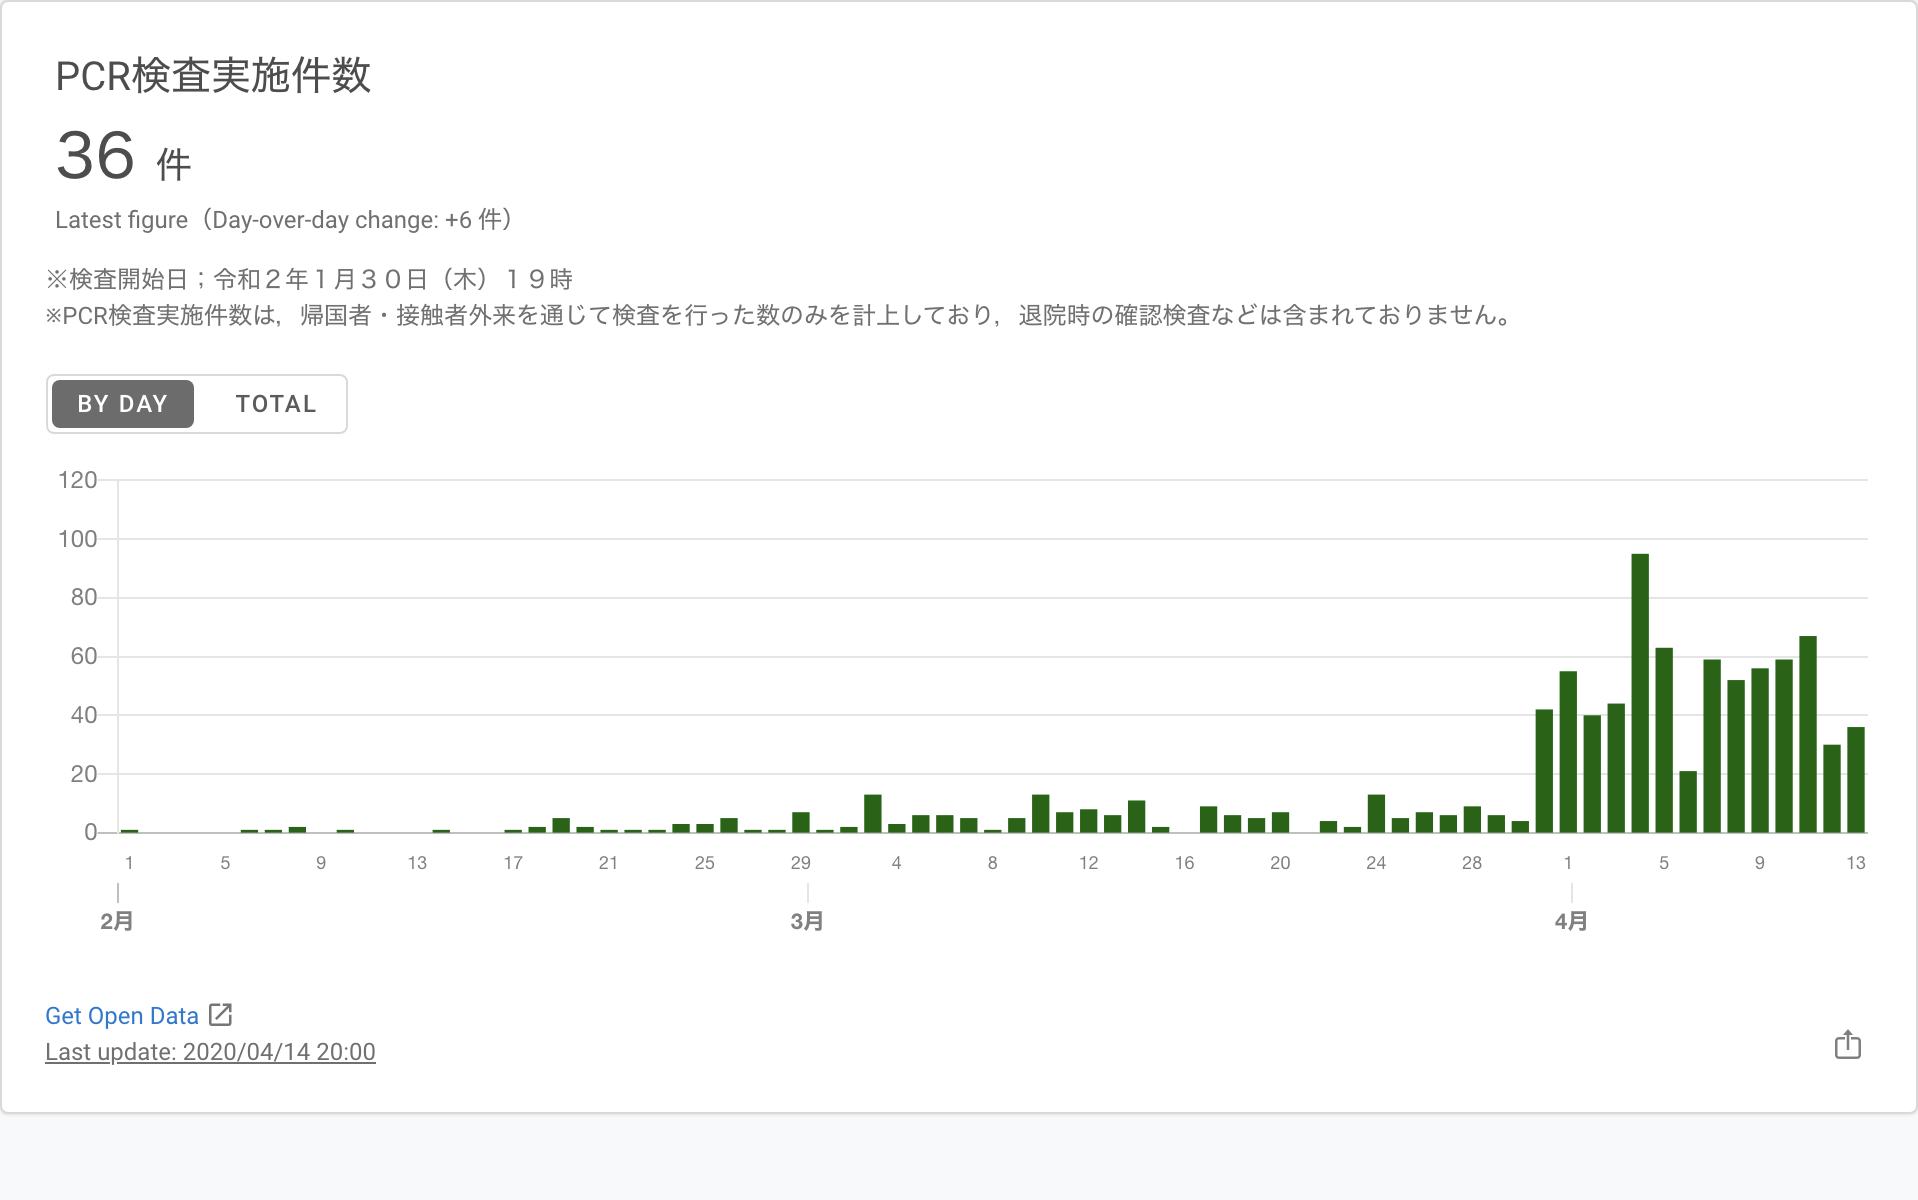 PCR検査実施件数
36 件
Latest figure（Day-over-day change: +6 件）
※検査開始日；令和２年１月３０日（木）１９時
※PCR検査実施件数は，帰国者・接触者外来を通じて検査を行った数のみを計上しており，退院時の確認検査などは含まれておりません。
BY DAY TOTAL
120
100
80
60
40
20
0
1 5 9 13 17 21 25 29 4 8 12 16 20 24 28 1 5 9 13
2月 3月 4月
Get Open Data
Last update: 2020/04/14 20:00